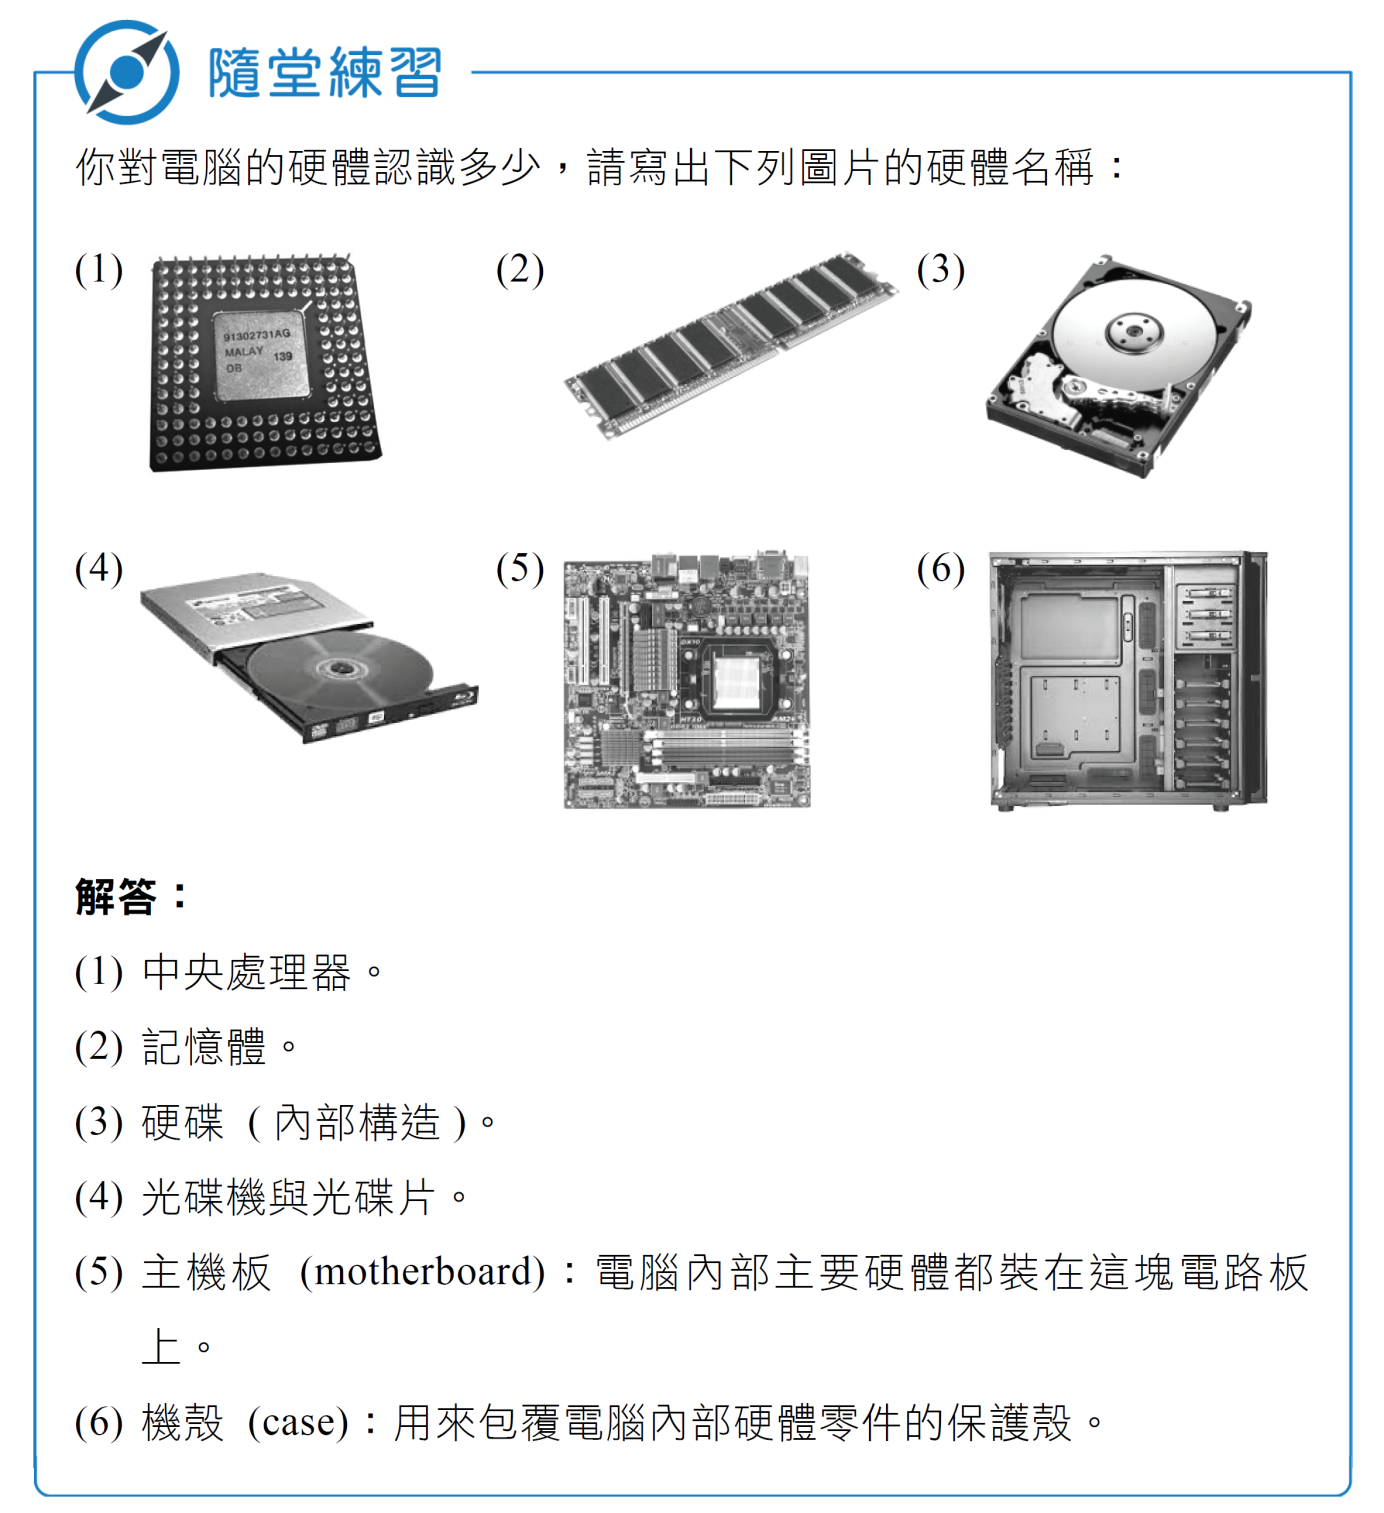 隨堂練習
你對電腦的硬體認識多少，請寫出下列圖片的硬體名稱：
(1)
(2)
(3)
91302731AG
MALAY 139
OB
(4)
(5)
(6)
DX10
HT3.0
AM2+
解答：
(1) 中央處理器。
(2) 記憶體。
(3) 硬碟 ( 內部構造 )。
(4) 光碟機與光碟片。
(5) 主機板 (motherboard)：電腦內部主要硬體都裝在這塊電路板
上。
(6) 機殼 (case)：用來包覆電腦內部硬體零件的保護殼。